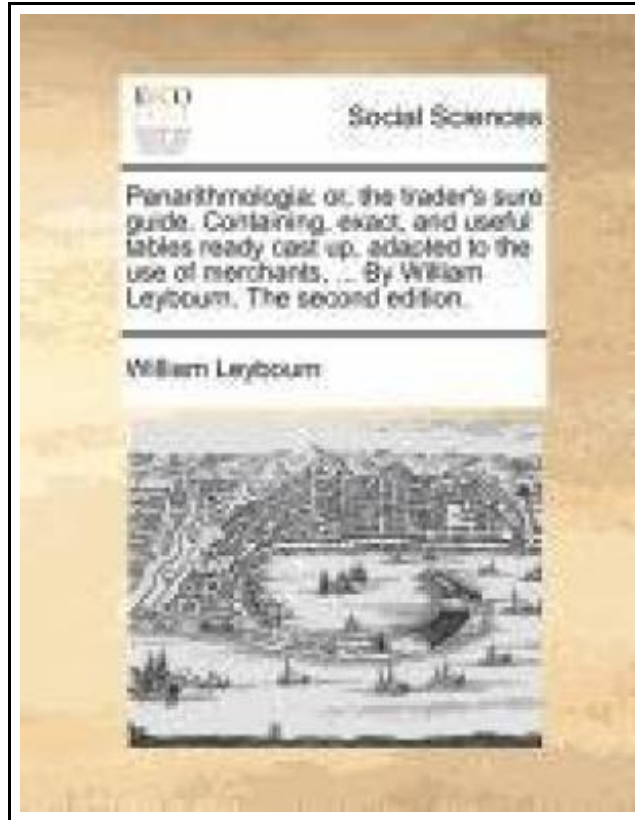 ECCO
Social Sciences
Panarithmologia: or, the trader's sure
guide. Containing, exact, and useful
tables ready cast up, adapted to the
use of merchants, ... By William
Leybourn. The second edition.
William Leybourn